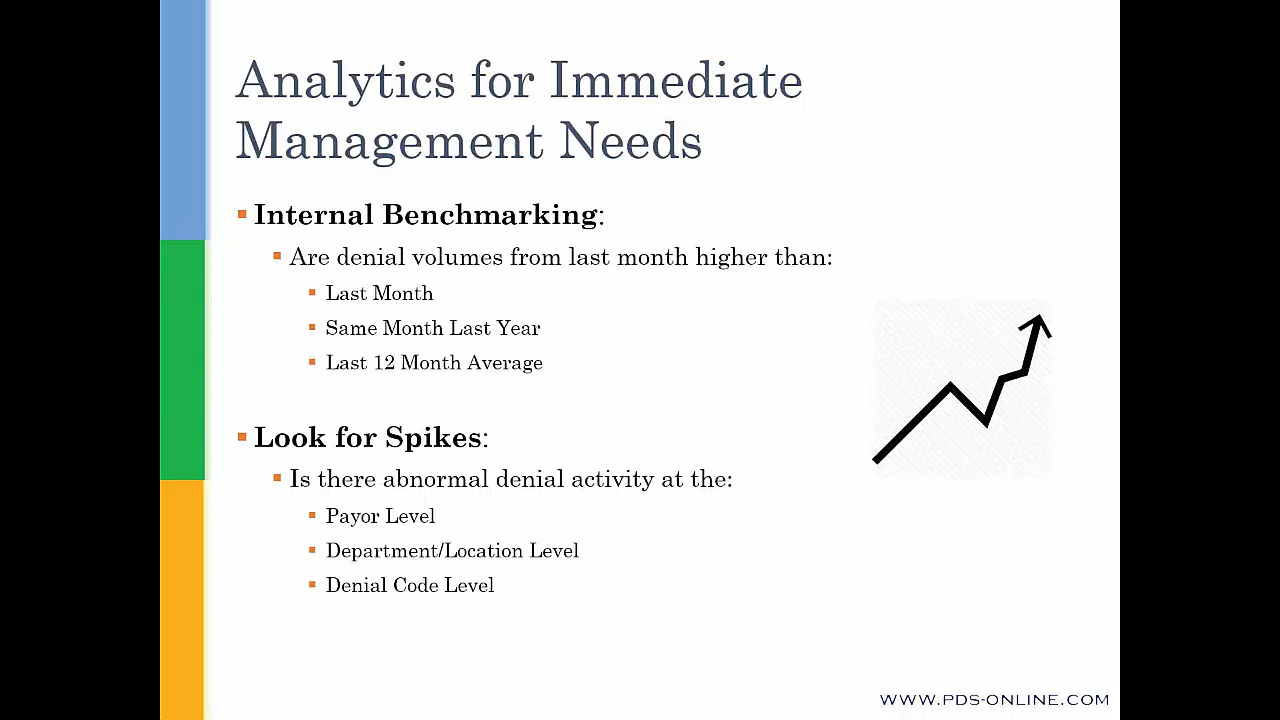 Analytics for Immediate
Management Needs
Internal Benchmarking:
Are denial volumes from last month higher than:
Last Month
Same Month Last Year
Last 12 Month Average
Look for Spikes:
Is there abnormal denial activity at the:
Payor Level
Department/Location Level
Denial Code Level
WWW.PDS-ONLINE.COM